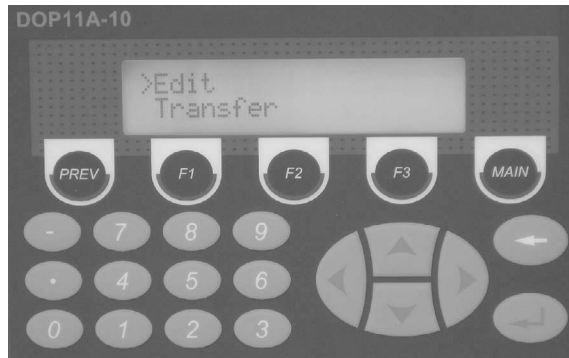 DOP11A-10
>Edit
Transfer
PREV F1 F2 F3 MAIN
- 7 8 9
. 4 5 6
0 1 2 3